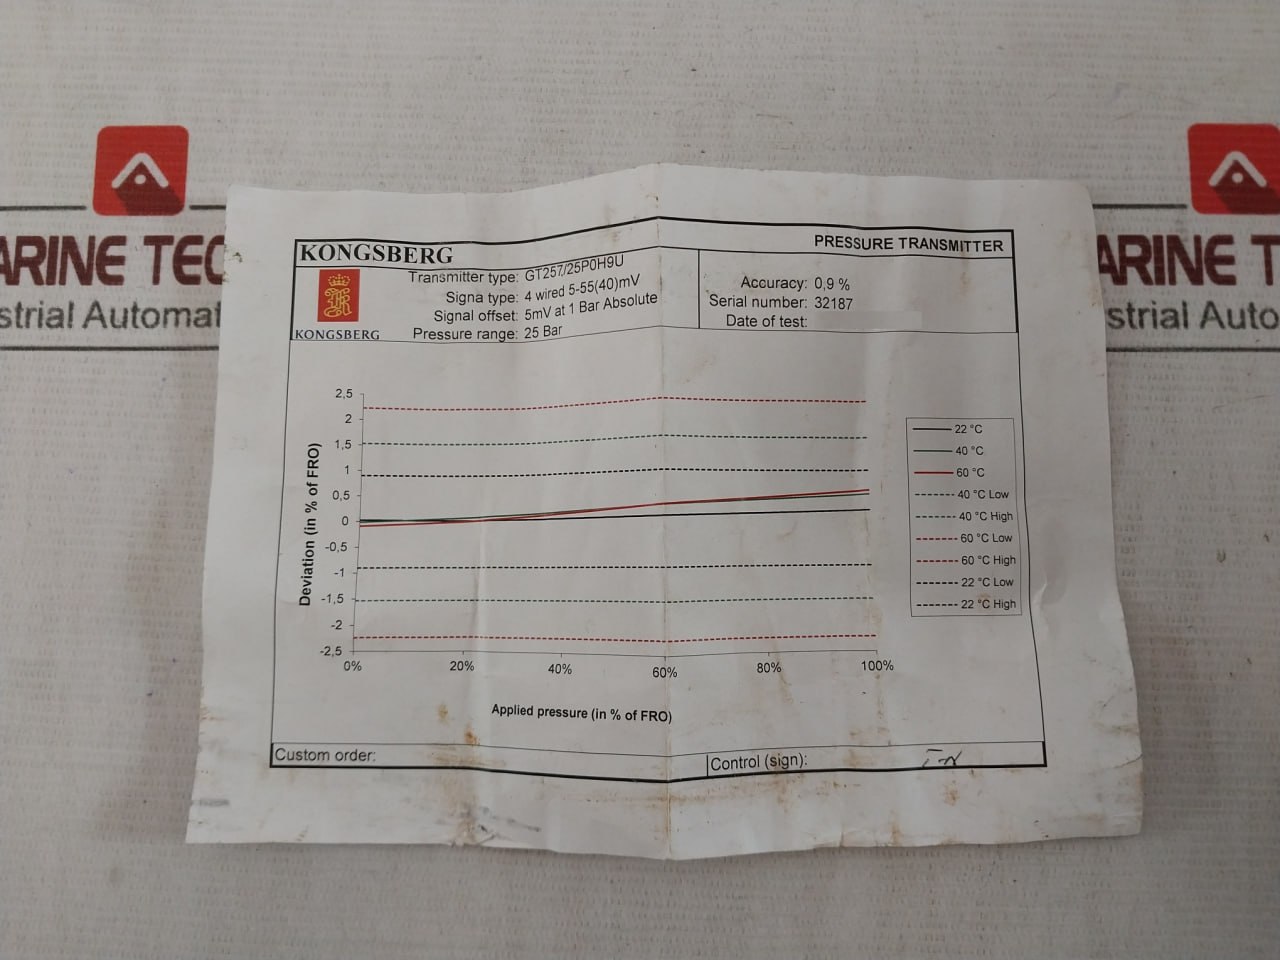 ARINE TEC
strial Automat
ARINE TE
strial Auto
KONGSBERG
PRESSURE TRANSMITTER
KONGSBERG
Transmitter type: GT257/25P0H9U
Signa type: 4 wired 5-55(40)mV
Signal offset: 5mV at 1 Bar Absolute
Pressure range: 25 Bar
Accuracy: 0,9 %
Serial number: 32187
Date of test:
Deviation (in % of FRO)
2,5
2
1,5
1
0,5
0
-0,5
-1
-1,5
-2
-2,5
0% 20% 40% 60% 80% 100%
Applied pressure (in % of FRO)
22 °C
40 °C
60 °C
40 °C Low
40 °C High
60 °C Low
60 °C High
22 °C Low
22 °C High
Custom order:
Control (sign):